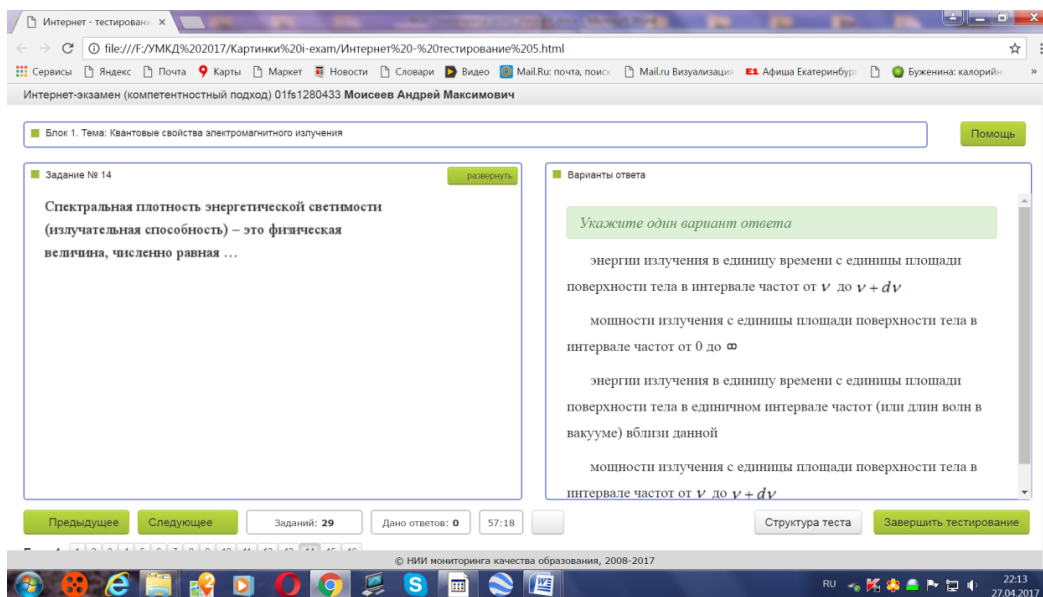 Интернет - тестирован
file:///F:/УМКД%202017/Картинки%20i-exam/Интернет%20-%20тестирование%205.html
Сервисы Яндекс Почта Карты Маркет Новости Словари Видео Mail.Ru: почта, поиск Mail.ru Визуализация E1 Афиша Екатеринбург Буженина: калорийн »
Интернет-экзамен (компетентностный подход) 01fs1280433 Моисеев Андрей Максимович
Блок 1. Тема: Квантовые свойства электромагнитного излучения
Помощь
Задание № 14
развернуть
Спектральная плотность энергетической светимости
(излучательная способность) – это физическая
величина, численно равная …
Варианты ответа
Укажите один вариант ответа
энергии излучения в единицу времени с единицы площади
поверхности тела в интервале частот от ν до ν + dν
мощности излучения с единицы площади поверхности тела в
интервале частот от 0 до ∞
энергии излучения в единицу времени с единицы площади
поверхности тела в единичном интервале частот (или длин волн в
вакууме) вблизи данной
мощности излучения с единицы площади поверхности тела в
интервале частот от ν до ν + dν
Предыдущее Следующее Заданий: 29 Дано ответов: 0 57:18 Структура теста Завершить тестирование
© НИИ мониторинга качества образования, 2008-2017
RU 22:13
27.04.2017